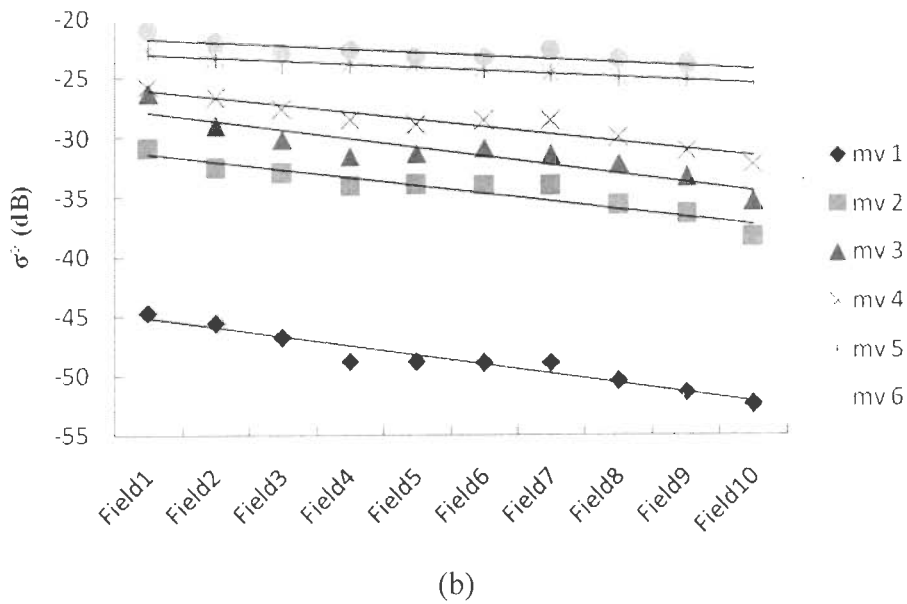 -20
-25
-30
-35
-40
-45
-50
-55
σ° (dB)
Field1
Field2
Field3
Field4
Field5
Field6
Field7
Field8
Field9
Field10
mv 1
mv 2
mv 3
mv 4
mv 5
mv 6
(b)